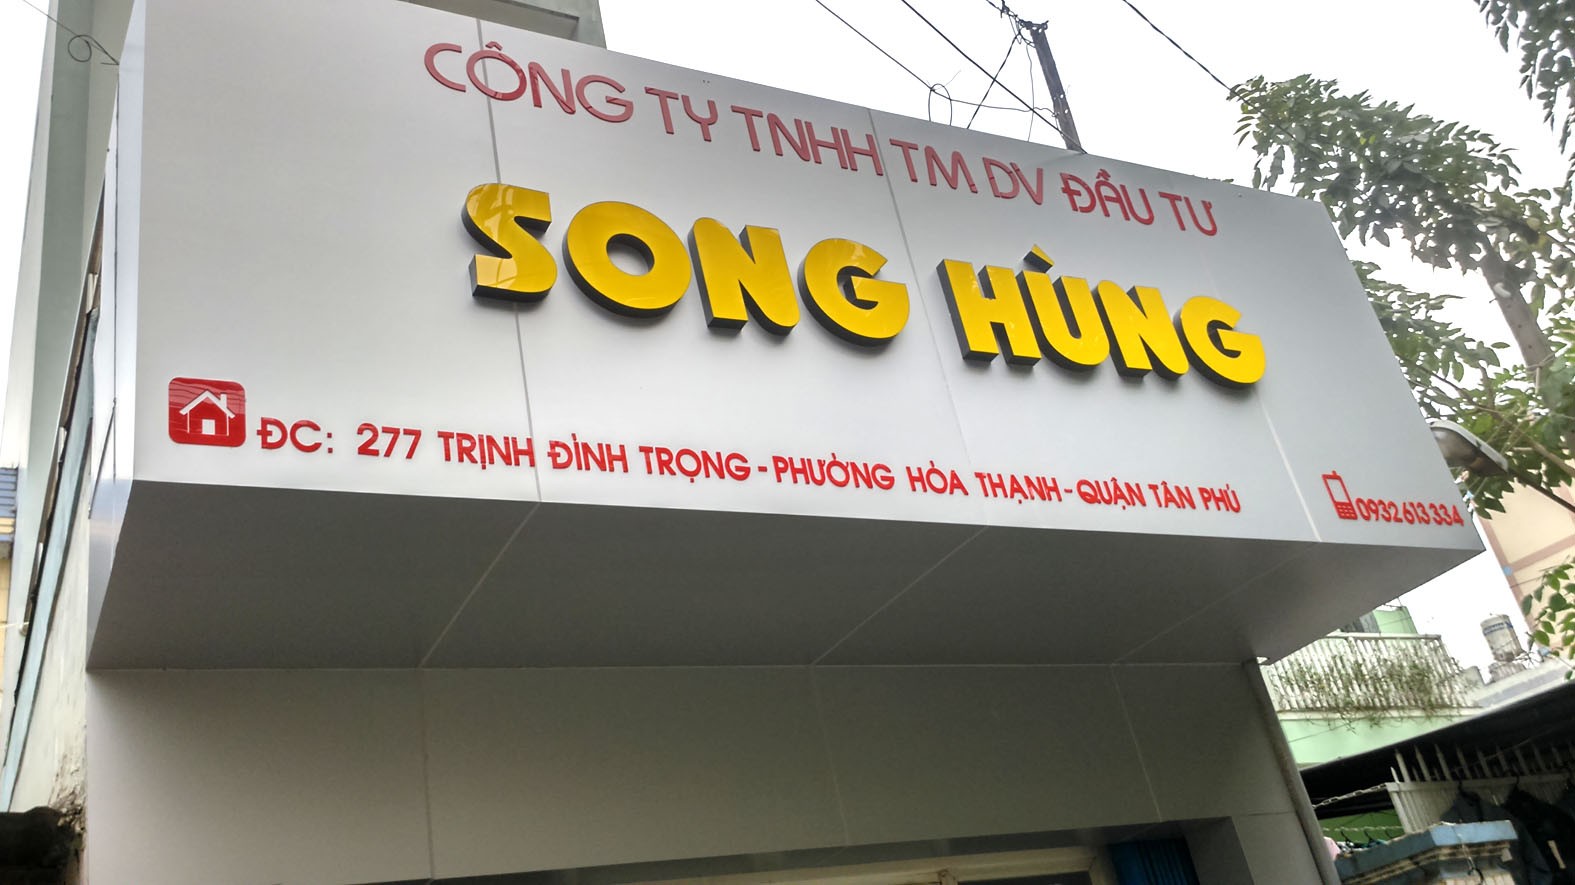 CÔNG TY TNHH TM DV ĐẦU TƯ
SONG HÙNG
ĐC: 277 TRỊNH ĐÌNH TRỌNG - PHƯỜNG HÒA THẠNH - QUẬN TÂN PHÚ
0932613334